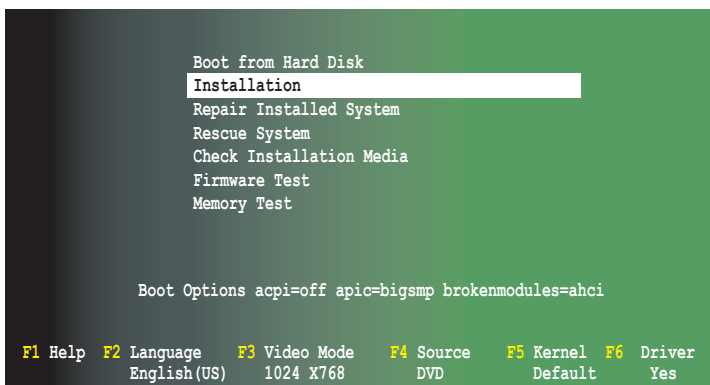 Boot from Hard Disk
Installation
Repair Installed System
Rescue System
Check Installation Media
Firmware Test
Memory Test
Boot Options acpi=off apic=bigsmp brokenmodules=ahci
F1 Help F2 Language F3 Video Mode F4 Source F5 Kernel F6 Driver
English(US) 1024 X768 DVD Default Yes